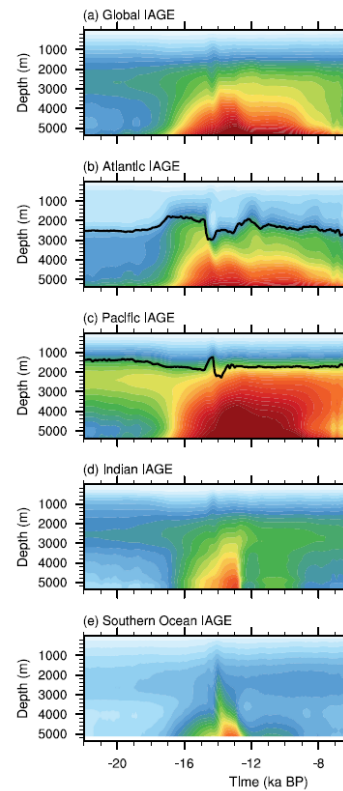 (a) Global IAGE
1000
2000
3000
4000
5000
Depth (m)
(b) Atlantic IAGE
1000
2000
3000
4000
5000
Depth (m)
(c) Pacific IAGE
1000
2000
3000
4000
5000
Depth (m)
(d) Indian IAGE
1000
2000
3000
4000
5000
Depth (m)
(e) Southern Ocean IAGE
1000
2000
3000
4000
5000
Depth (m)
-20 -16 -12 -8
Time (ka BP)